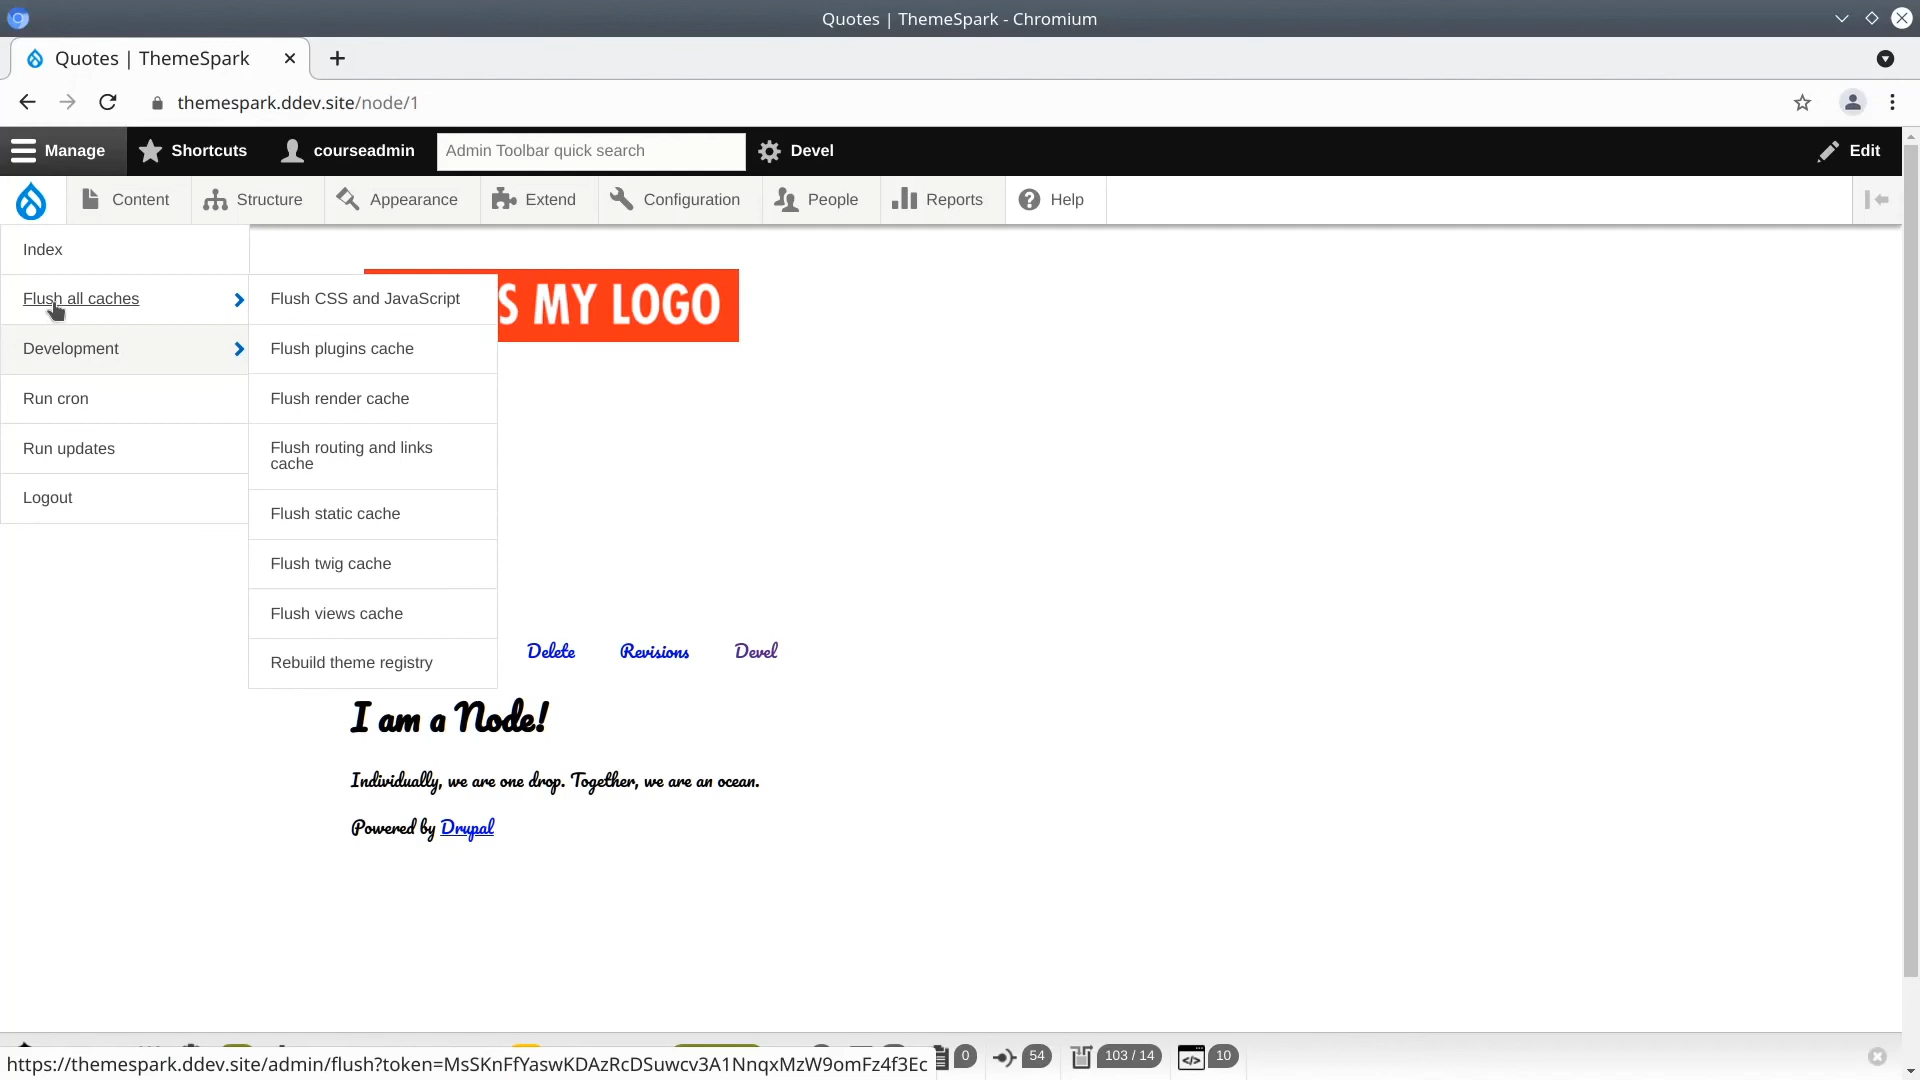 Quotes | ThemeSpark - Chromium
Quotes | ThemeSpark
themespark.ddev.site/node/1
Manage
Shortcuts
courseadmin
Admin Toolbar quick search
Devel
Edit
Content
Structure
Appearance
Extend
Configuration
People
Reports
Help
Index
Flush all caches
Development
Run cron
Run updates
Logout
Flush CSS and JavaScript
Flush plugins cache
Flush render cache
Flush routing and links
cache
Flush static cache
Flush twig cache
Flush views cache
Rebuild theme registry
S MY LOGO
Delete
Revisions
Devel
I am a Node!
Individually, we are one drop. Together, we are an ocean.
Powered by Drupal
https://themespark.ddev.site/admin/flush?token=MsSKnFfYaswKDAzRcDSuwcv3A1NnqxMzW9omFz4f3Ec
0
54
103 / 14
10